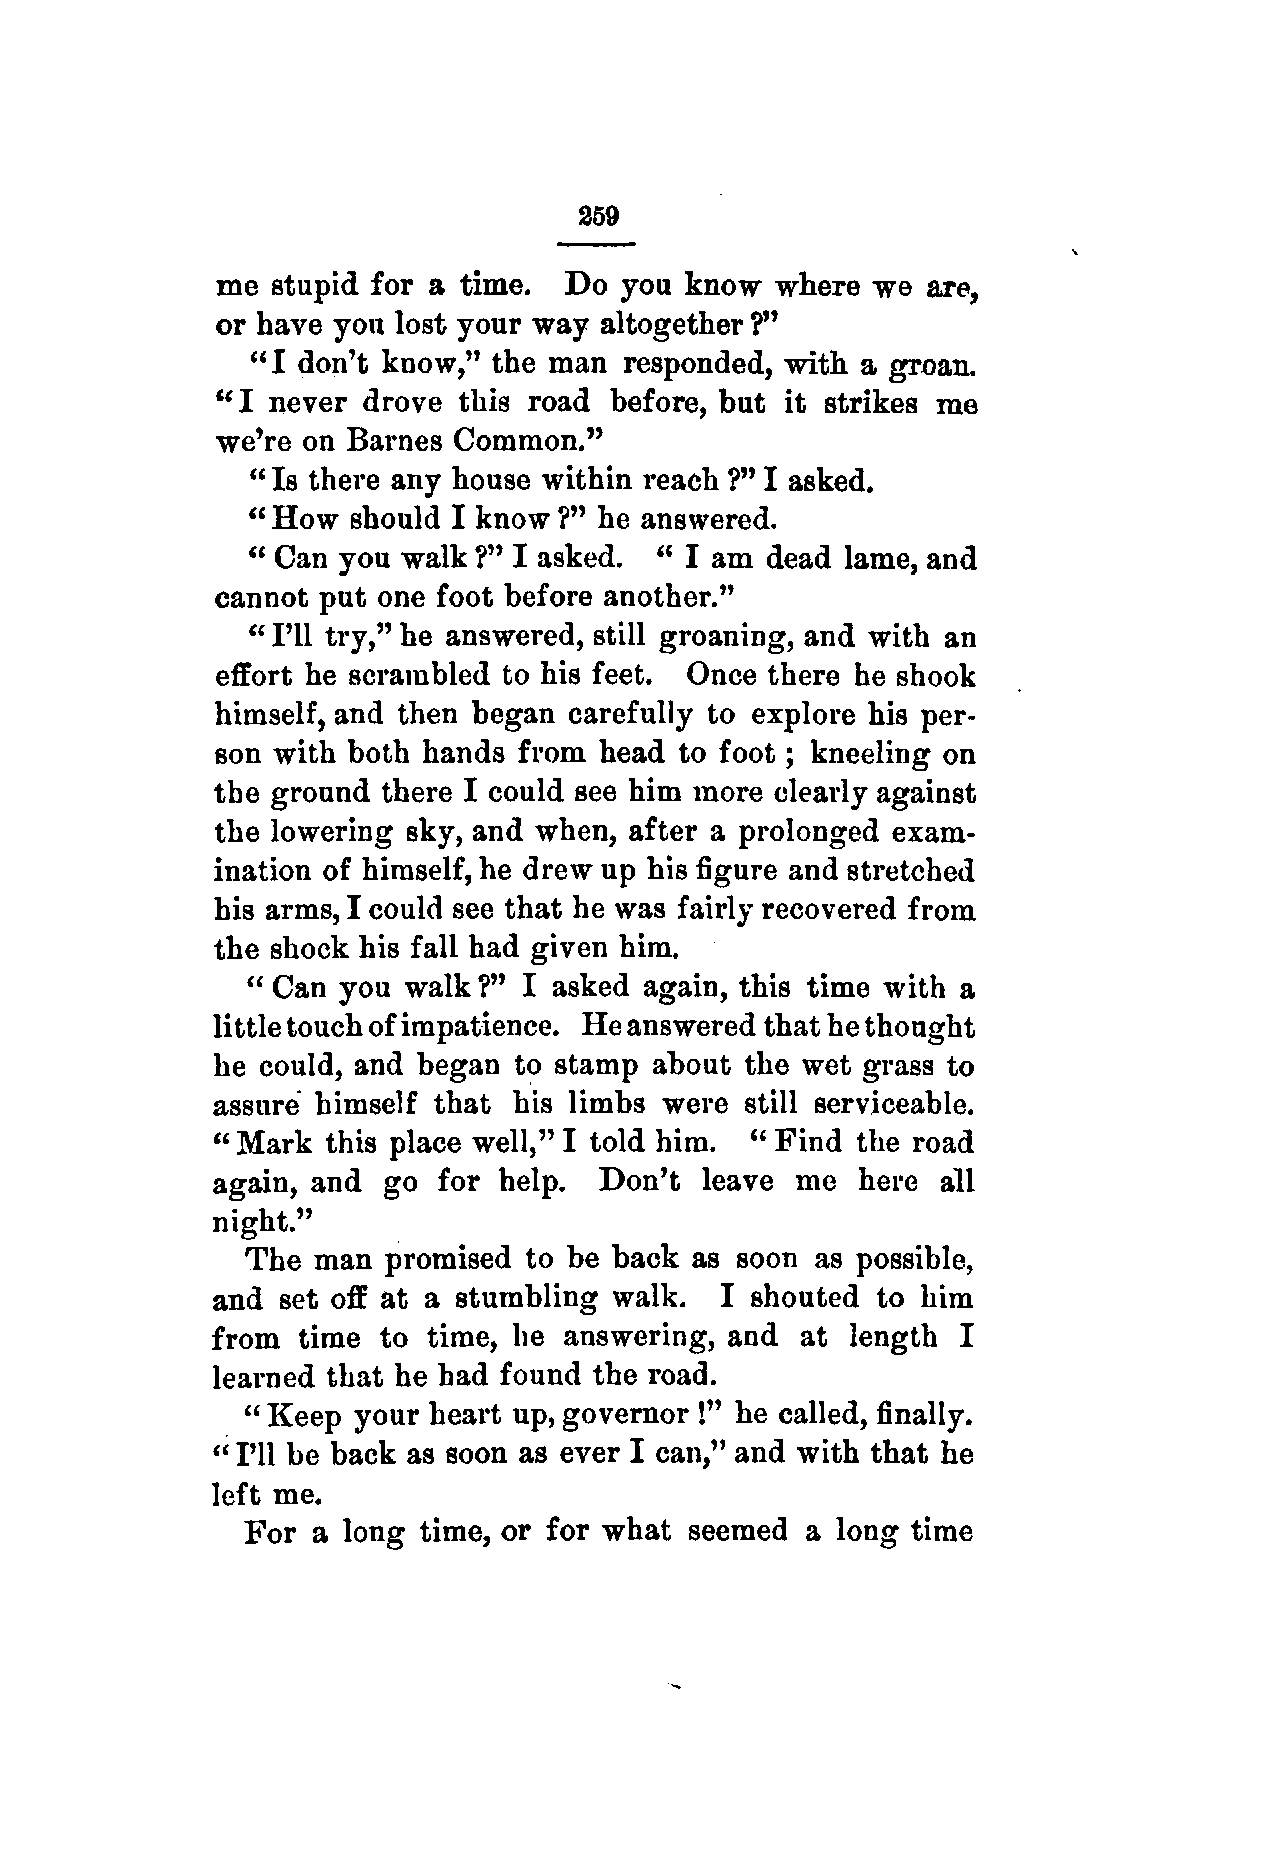 259
me stupid for a time. Do you know where we are,
or have you lost your way altogether?"
"I don't know," the man responded, with a groan.
"I never drove this road before, but it strikes me
we're on Barnes Common."
"Is there any house within reach?" I asked.
"How should I know?" he answered.
"Can you walk?" I asked. "I am dead lame, and
cannot put one foot before another."
"I'll try," he answered, still groaning, and with an
effort he scrambled to his feet. Once there he shook
himself, and then began carefully to explore his per-
son with both hands from head to foot; kneeling on
the ground there I could see him more clearly against
the lowering sky, and when, after a prolonged exam-
ination of himself, he drew up his figure and stretched
his arms, I could see that he was fairly recovered from
the shock his fall had given him.
"Can you walk?" I asked again, this time with a
little touch of impatience. He answered that he thought
he could, and began to stamp about the wet grass to
assure himself that his limbs were still serviceable.
"Mark this place well," I told him. "Find the road
again, and go for help. Don't leave me here all
night."
The man promised to be back as soon as possible,
and set off at a stumbling walk. I shouted to him
from time to time, he answering, and at length I
learned that he had found the road.
"Keep your heart up, governor!" he called, finally.
"I'll be back as soon as ever I can," and with that he
left me.
For a long time, or for what seemed a long time